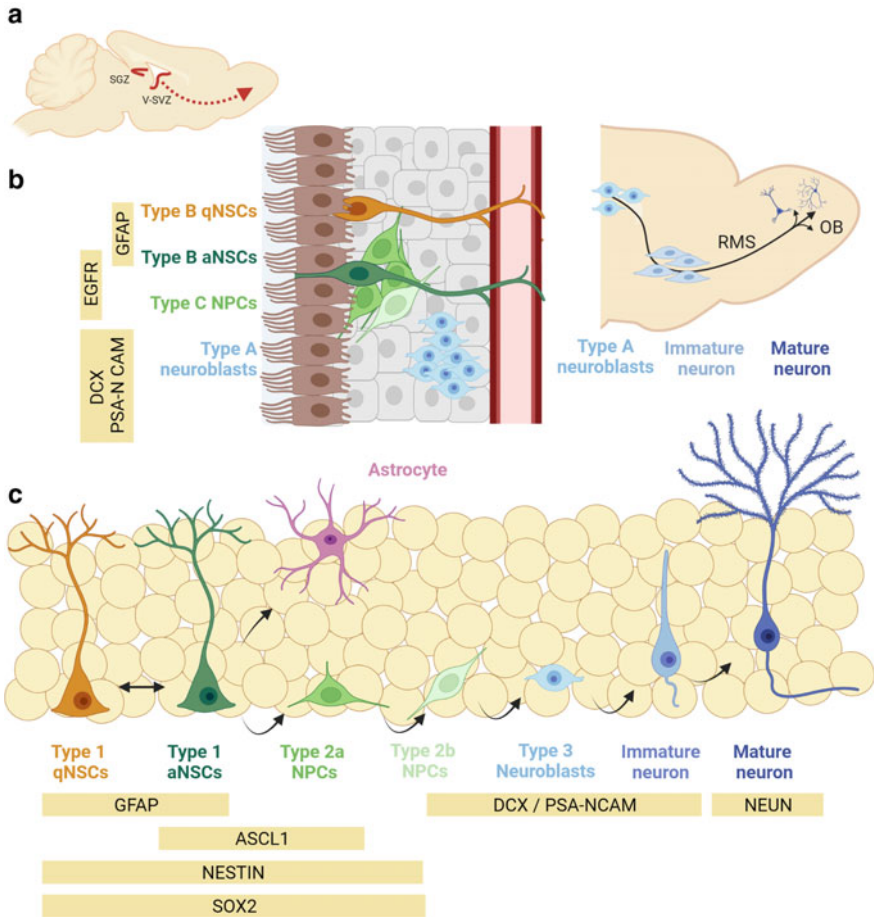 a
SGZ
V-SVZ
b
GFAP
EGFR
DCX
PSA-N CAM
Type B qNSCs
Type B aNSCs
Type C NPCs
Type A
neuroblasts
RMS
OB
Type A
neuroblasts
Immature
neuron
Mature
neuron
c
Astrocyte
Type 1
qNSCs
Type 1
aNSCs
Type 2a
NPCs
Type 2b
NPCs
Type 3
Neuroblasts
Immature
neuron
Mature
neuron
GFAP
DCX / PSA-NCAM
NEUN
ASCL1
NESTIN
SOX2